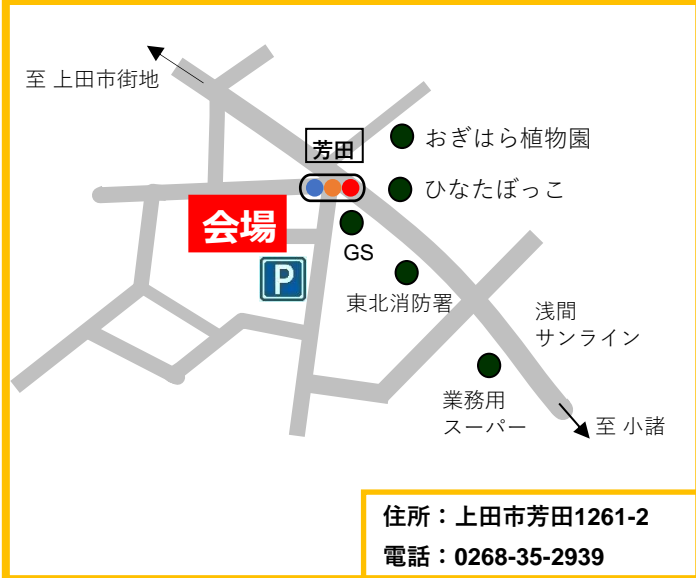 至 上田市街地
芳田
おぎはら植物園
ひなたぼっこ
会場
GS
P
東北消防署
浅間
サンライン
業務用
スーパー
至 小諸
住所：上田市芳田1261-2
電話：0268-35-2939